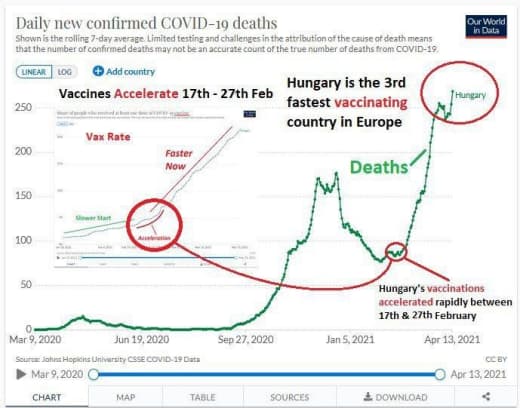 Daily new confirmed COVID-19 deaths
Shown is the rolling 7-day average. Limited testing and challenges in the attribution of the cause of death means
that the number of confirmed deaths may not be an accurate count of the true number of deaths from COVID-19.
Our World
in Data
LINEAR
LOG
Add country
Vaccines Accelerate 17th - 27th Feb
Hungary is the 3rd
fastest vaccinating
country in Europe
Hungary
Vax Rate
Faster
Now
Slower Start
Acceleration
Deaths
250
200
150
100
50
0
Hungary's vaccinations
accelerated rapidly between
17th & 27th February
Mar 9, 2020
Jun 19, 2020
Sep 27, 2020
Jan 5, 2021
Apr 13, 2021
Source: Johns Hopkins University CSSE COVID-19 Data
CC BY
Mar 9, 2020
Apr 13, 2021
CHART
MAP
TABLE
SOURCES
DOWNLOAD